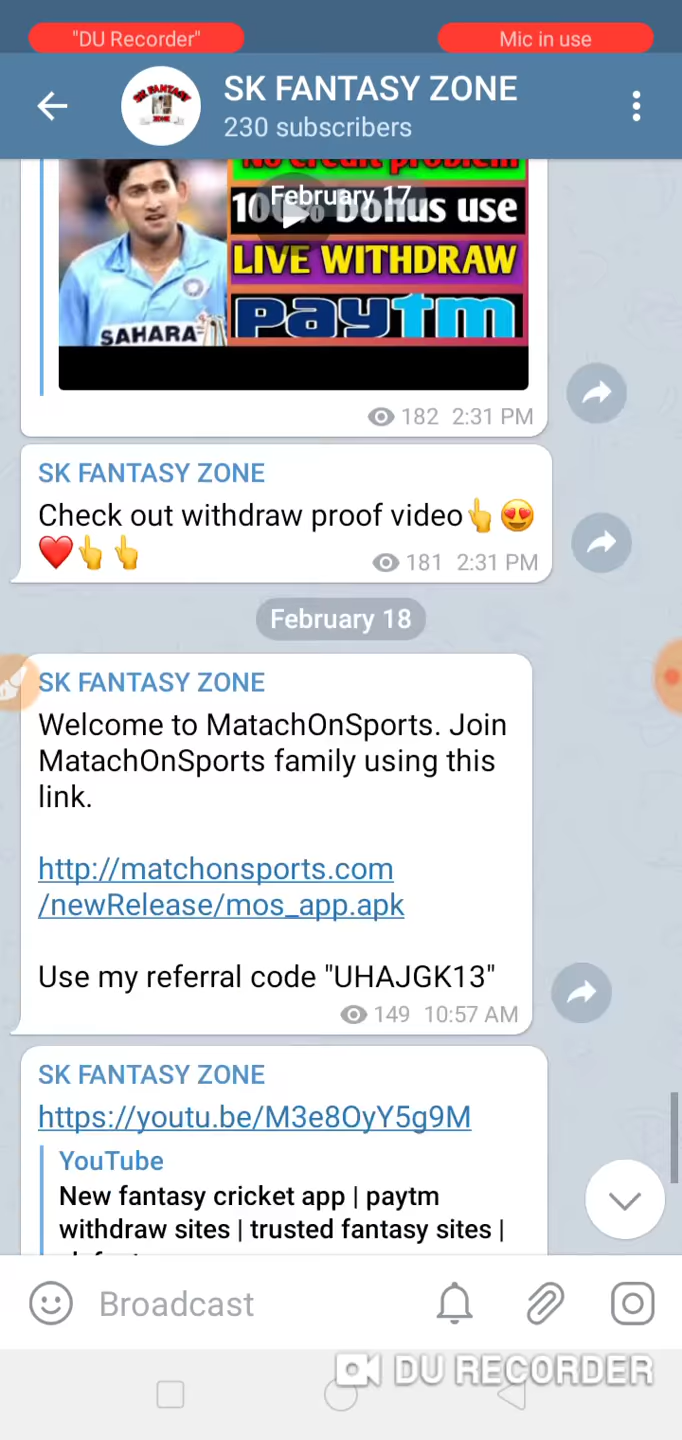 "DU Recorder"
Mic in use
SK FANTASY ZONE
230 subscribers
No credit problem
February 17
100% bonus use
LIVE WITHDRAW
paytm
SAHARA
182 2:31 PM
SK FANTASY ZONE
Check out withdraw proof video👆😍
❤️👆👆
181 2:31 PM
February 18
SK FANTASY ZONE
Welcome to MatachOnSports. Join
MatachOnSports family using this
link.
http://matchonsports.com
/newRelease/mos_app.apk
Use my referral code "UHAJGK13"
149 10:57 AM
SK FANTASY ZONE
https://youtu.be/M3e8OyY5g9M
YouTube
New fantasy cricket app | paytm
withdraw sites | trusted fantasy sites |
Broadcast
DU RECORDER